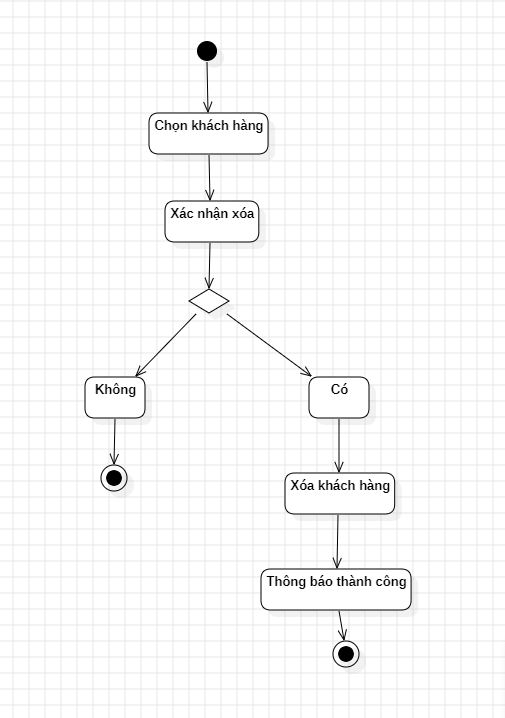 Chọn khách hàng
Xác nhận xóa
Không
Có
Xóa khách hàng
Thông báo thành công